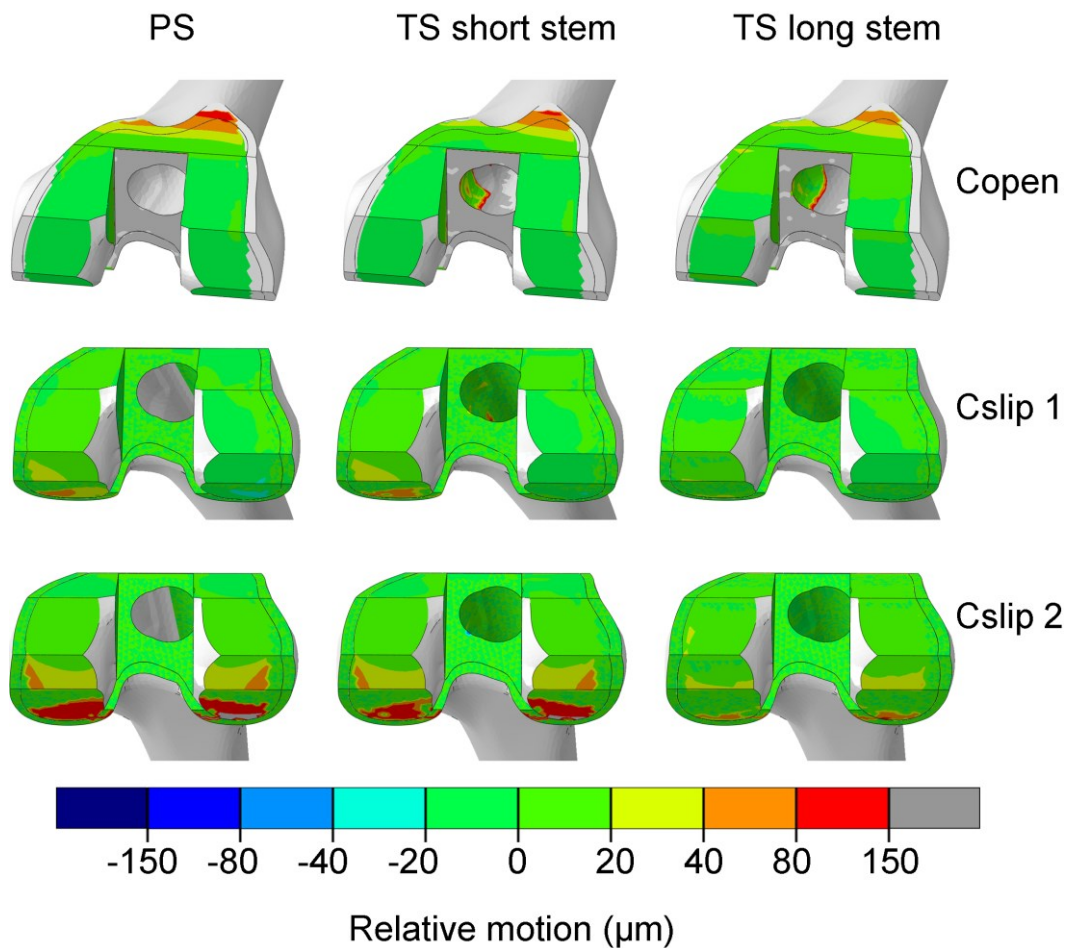 PS TS short stem TS long stem
Copen
Cslip 1
Cslip 2
-150 -80 -40 -20 0 20 40 80 150
Relative motion (µm)